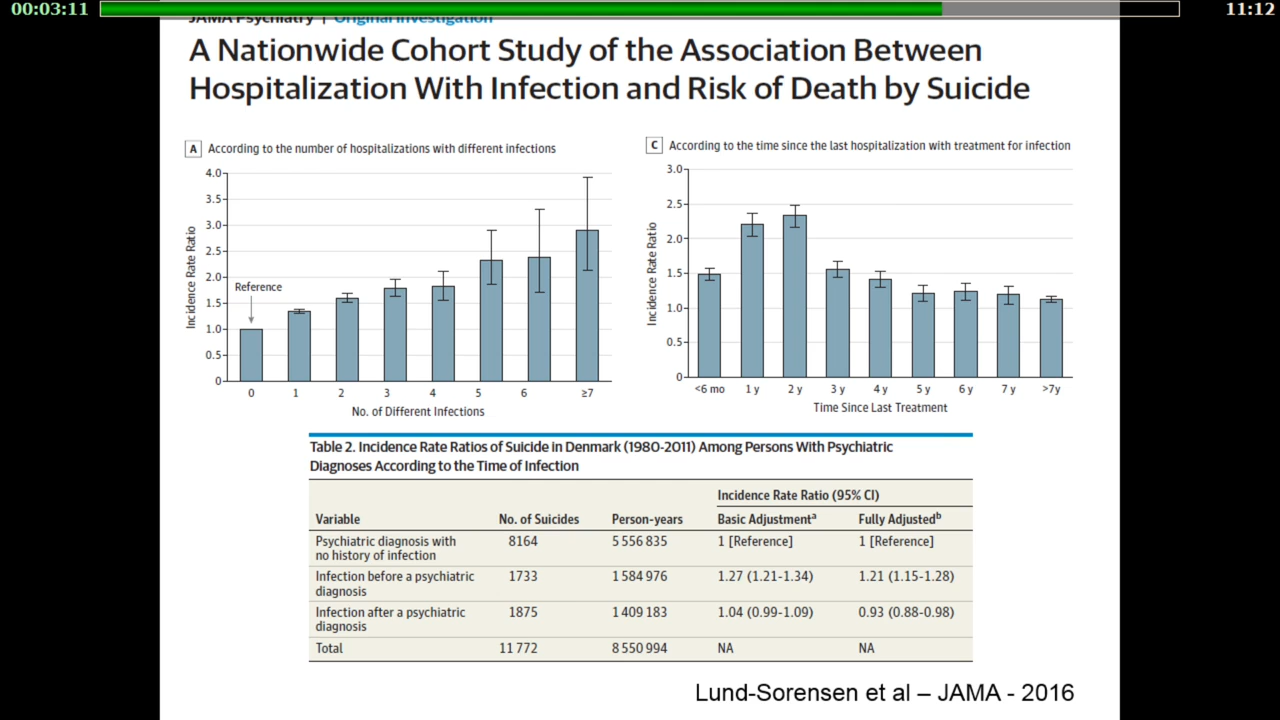 00:03:11
11:12
JAMA Psychiatry | Original Investigation
A Nationwide Cohort Study of the Association Between
Hospitalization With Infection and Risk of Death by Suicide
A According to the number of hospitalizations with different infections
4.0
3.5
3.0
2.5
2.0
1.5
1.0
0.5
0
Incidence Rate Ratio
Reference
0 1 2 3 4 5 6 ≥7
No. of Different Infections
C According to the time since the last hospitalization with treatment for infection
3.0
2.5
2.0
1.5
1.0
0.5
0
Incidence Rate Ratio
<6 mo 1 y 2 y 3 y 4 y 5 y 6 y 7 y >7y
Time Since Last Treatment
Table 2. Incidence Rate Ratios of Suicide in Denmark (1980-2011) Among Persons With Psychiatric
Diagnoses According to the Time of Infection
Incidence Rate Ratio (95% CI)
Variable No. of Suicides Person-years Basic Adjustmentᵃ Fully Adjustedᵇ
Psychiatric diagnosis with 8164 5 556 835 1 [Reference] 1 [Reference]
no history of infection
Infection before a psychiatric 1733 1 584 976 1.27 (1.21-1.34) 1.21 (1.15-1.28)
diagnosis
Infection after a psychiatric 1875 1 409 183 1.04 (0.99-1.09) 0.93 (0.88-0.98)
diagnosis
Total 11 772 8 550 994 NA NA
Lund-Sorensen et al – JAMA - 2016